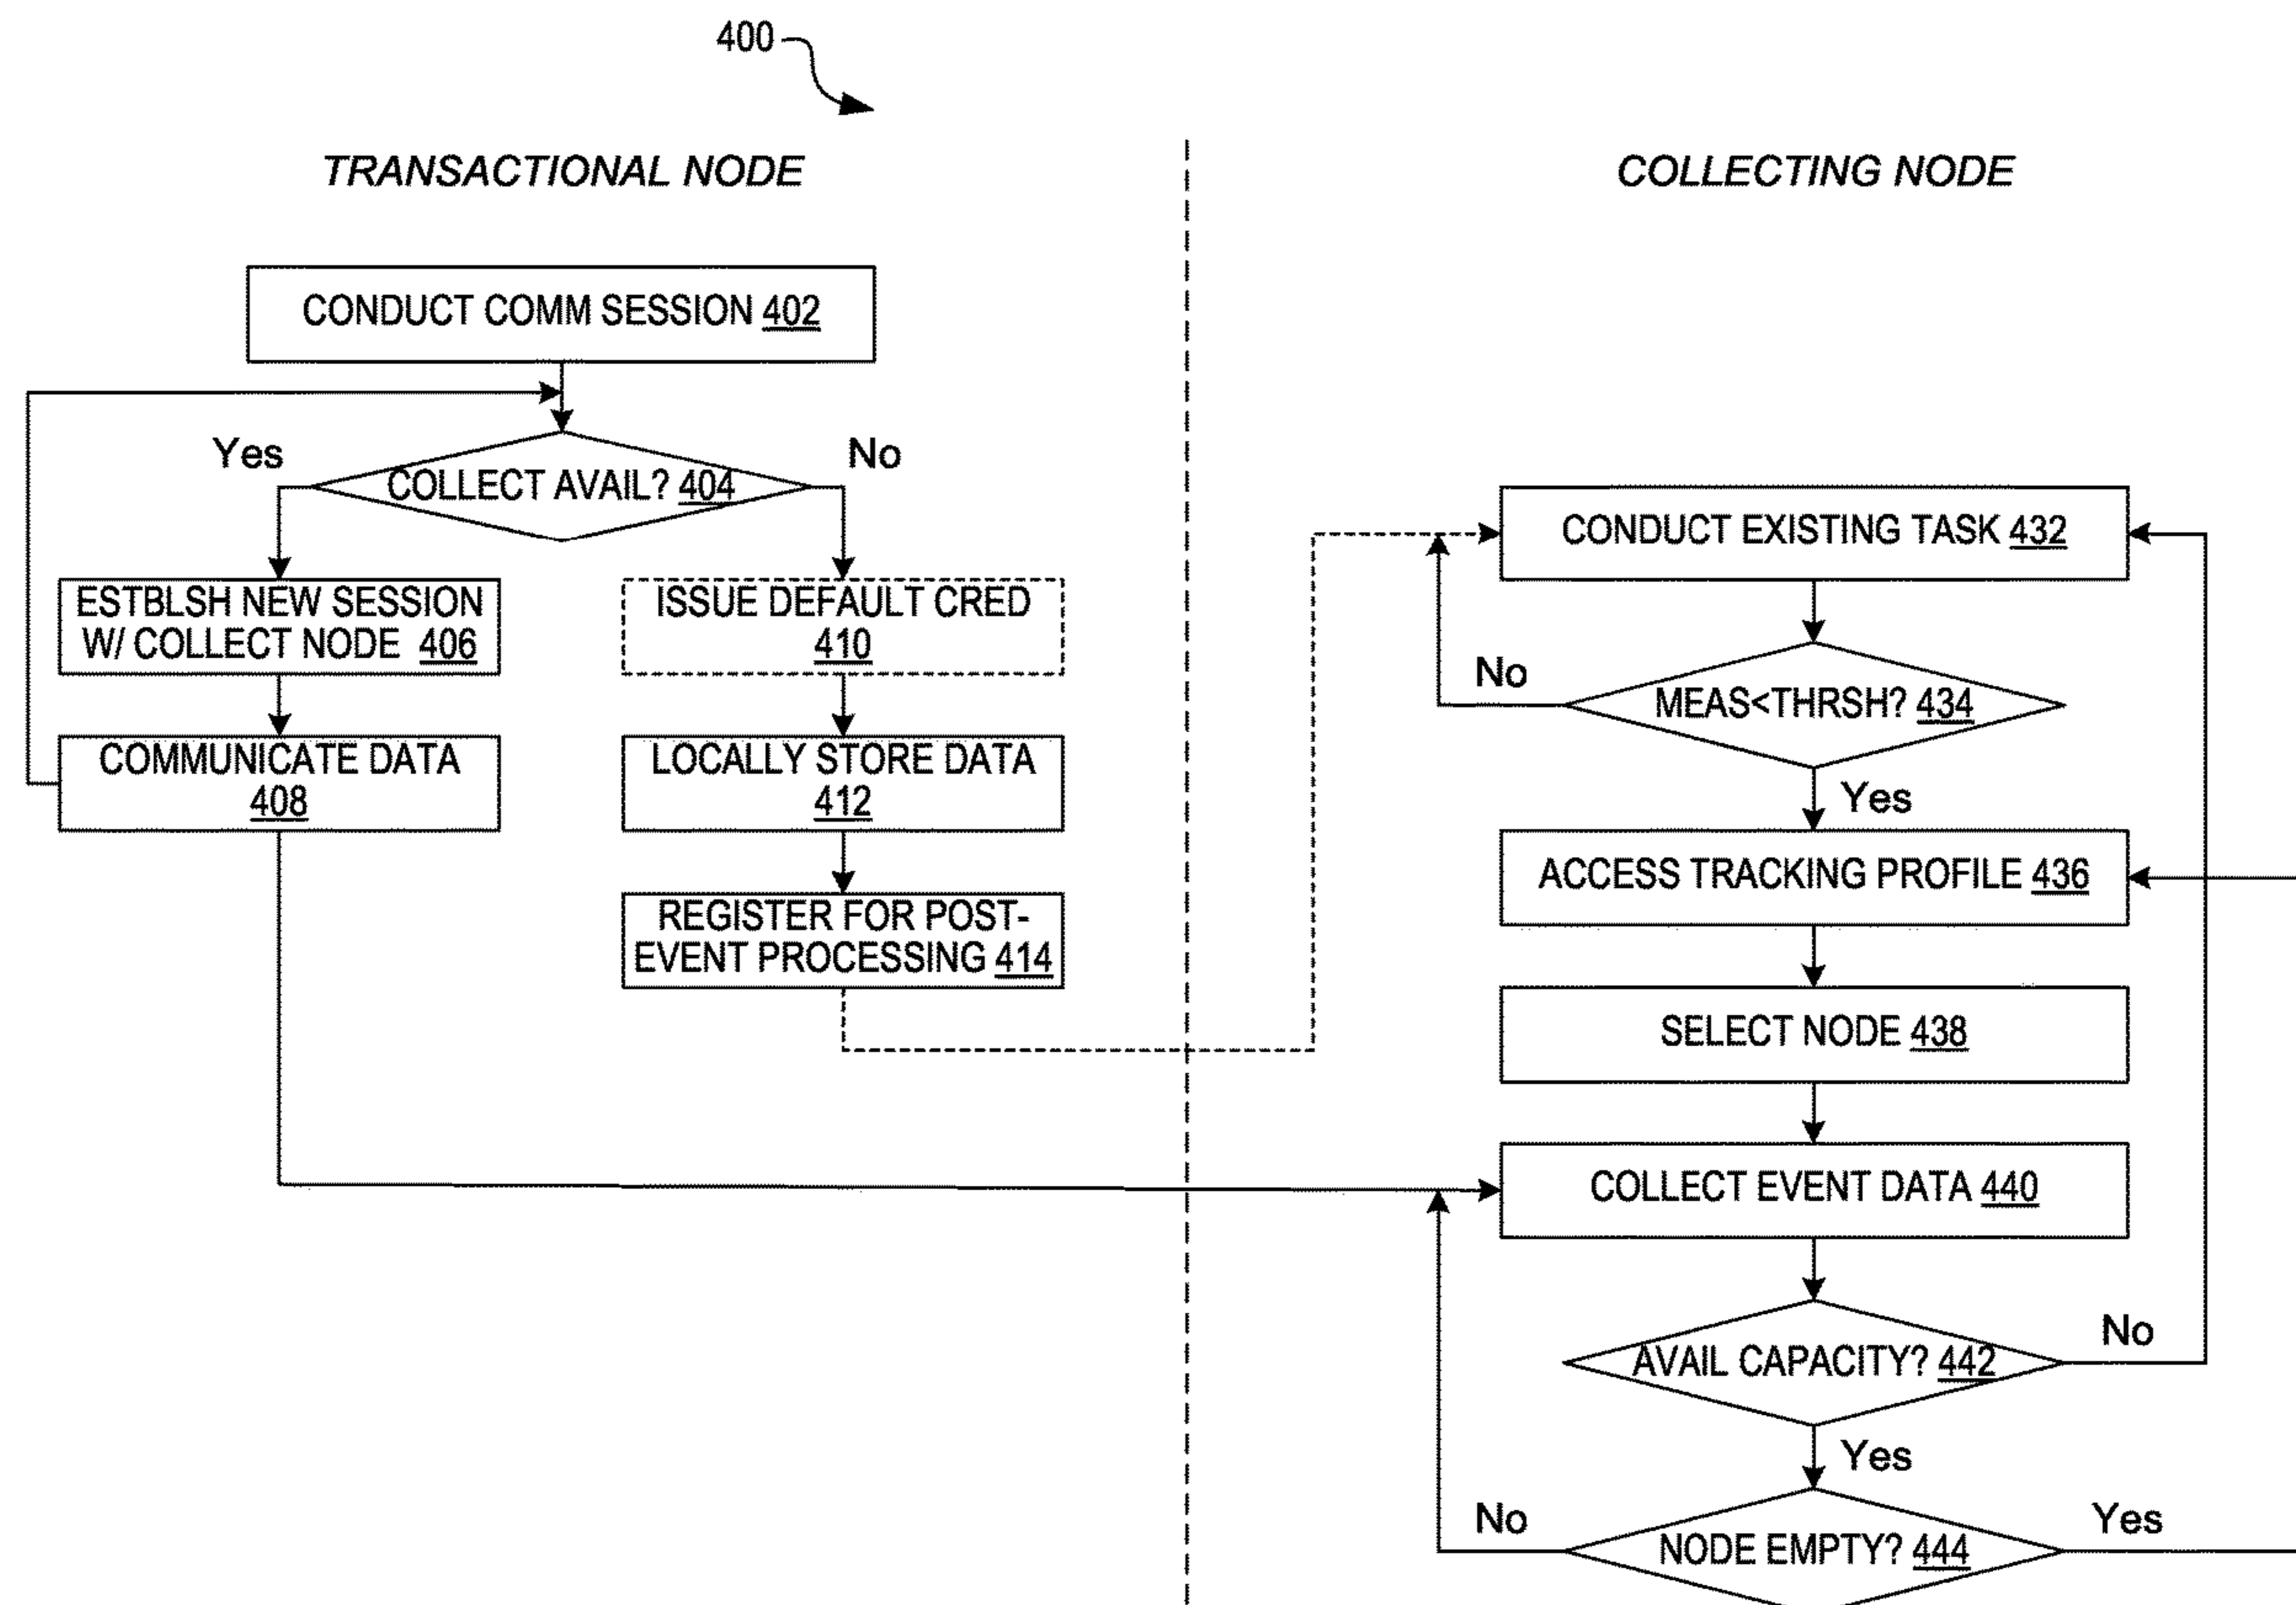 400
TRANSACTIONAL NODE
CONDUCT COMM SESSION 402
Yes
No
COLLECT AVAIL? 404
ESTBLSH NEW SESSION
W/ COLLECT NODE 406
ISSUE DEFAULT CRED
410
COMMUNICATE DATA
408
LOCALLY STORE DATA
412
REGISTER FOR POST-
EVENT PROCESSING 414
COLLECTING NODE
CONDUCT EXISTING TASK 432
No
MEAS<THRSH? 434
Yes
ACCESS TRACKING PROFILE 436
SELECT NODE 438
COLLECT EVENT DATA 440
No
AVAIL CAPACITY? 442
Yes
No
Yes
NODE EMPTY? 444